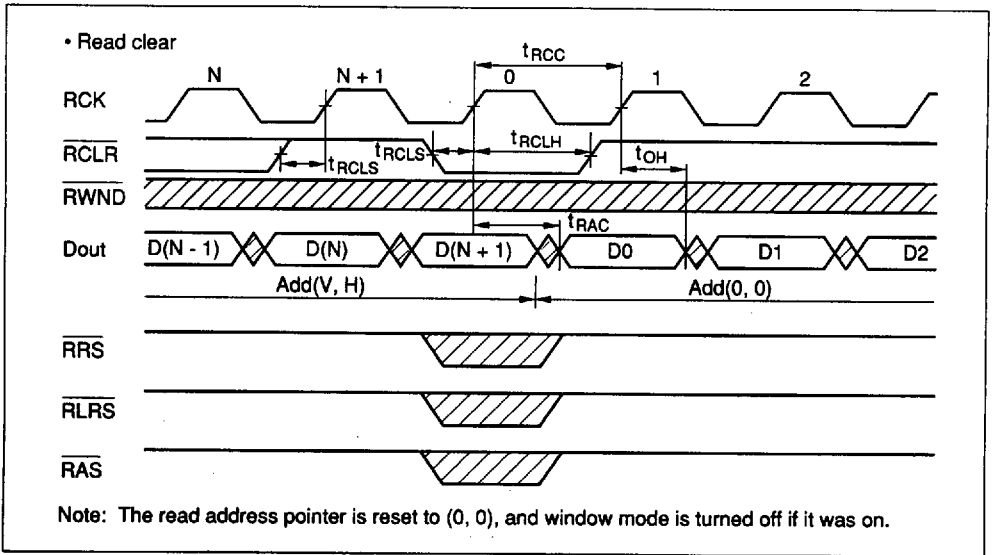 • Read clear
tRCC
N N + 1 0 1 2
RCK
RCLR
tRCLS tRCLS tRCLH tOH
RWND
tRAC
Dout D(N - 1) D(N) D(N + 1) D0 D1 D2
Add(V, H) Add(0, 0)
RRS
RLRS
RAS
Note: The read address pointer is reset to (0, 0), and window mode is turned off if it was on.